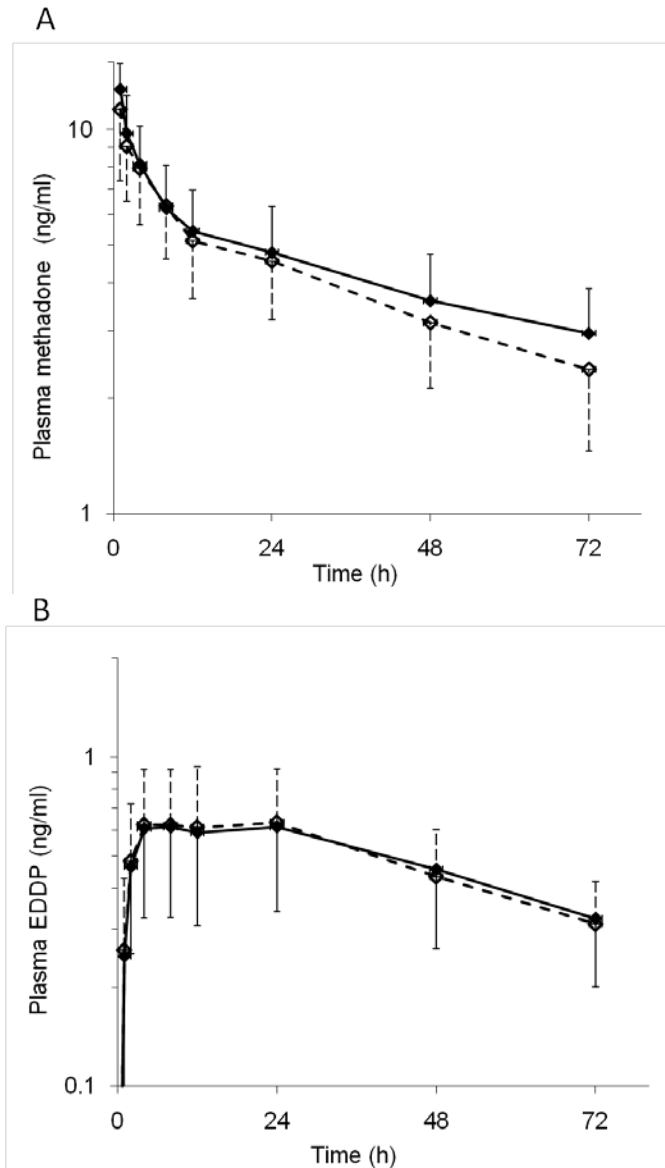 A
Plasma methadone (ng/ml)
10
1
0 24 48 72
Time (h)
B
Plasma EDDP (ng/ml)
1
0.1
0 24 48 72
Time (h)